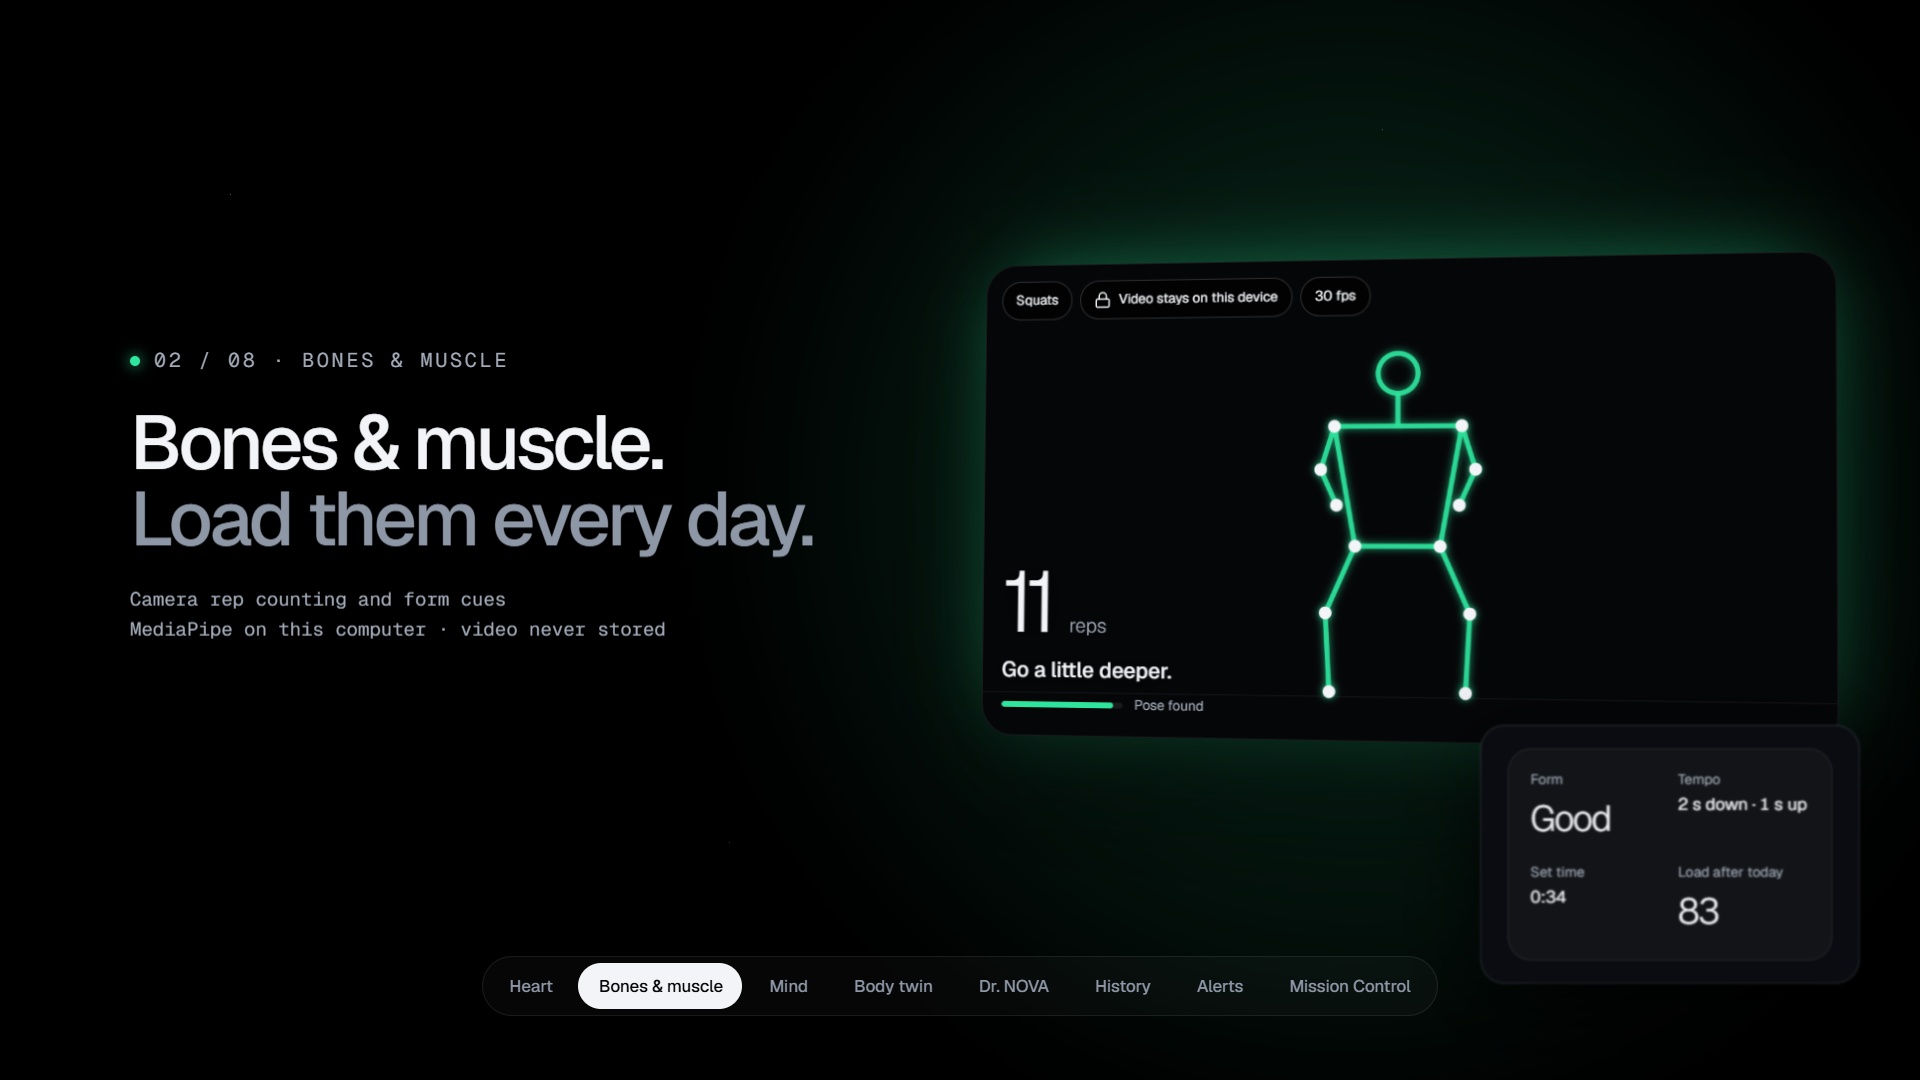 02 / 08 · BONES & MUSCLE
Bones & muscle.
Load them every day.
Camera rep counting and form cues
MediaPipe on this computer · video never stored
Squats
Video stays on this device
30 fps
11 reps
Go a little deeper.
Pose found
Form
Good
Tempo
2 s down · 1 s up
Set time
0:34
Load after today
83
Heart
Bones & muscle
Mind
Body twin
Dr. NOVA
History
Alerts
Mission Control